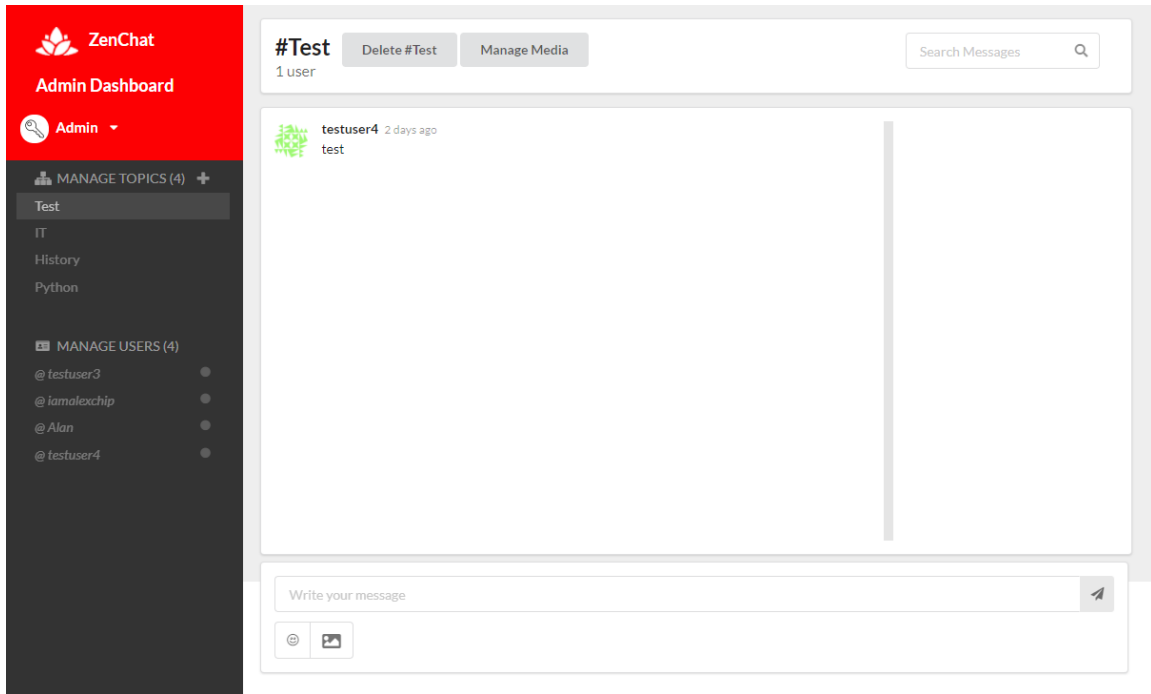 ZenChat
Admin Dashboard
Admin
MANAGE TOPICS (4)
Test
IT
History
Python
MANAGE USERS (4)
@ testuser3
@ iamalexchip
@ Alan
@ testuser4
#Test
1 user
Delete #Test
Manage Media
Search Messages
testuser4 2 days ago
test
Write your message